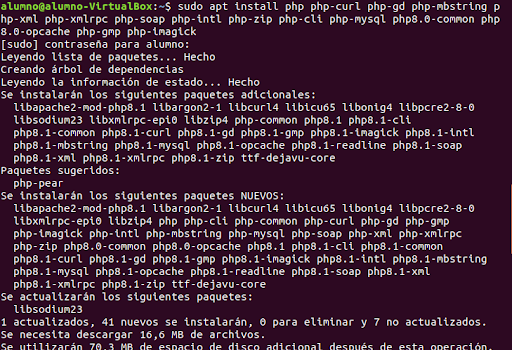 alumno@alumno-VirtualBox:~$ sudo apt install php php-curl php-gd php-mbstring p
hp-xml php-xmlrpc php-soap php-intl php-zip php-cli php-mysql php8.0-common php
8.0-opcache php-gmp php-imagick
[sudo] contraseña para alumno:
Leyendo lista de paquetes... Hecho
Creando árbol de dependencias
Leyendo la información de estado... Hecho
Se instalarán los siguientes paquetes adicionales:
  libapache2-mod-php8.1 libargon2-1 libcurl4 libicu65 libonig4 libpcre2-8-0
  libsodium23 libxmlrpc-epi0 libzip4 php-common php8.1 php8.1-cli
  php8.1-common php8.1-curl php8.1-gd php8.1-gmp php8.1-imagick php8.1-intl
  php8.1-mbstring php8.1-mysql php8.1-opcache php8.1-readline php8.1-soap
  php8.1-xml php8.1-xmlrpc php8.1-zip ttf-dejavu-core
Paquetes sugeridos:
  php-pear
Se instalarán los siguientes paquetes NUEVOS:
  libapache2-mod-php8.1 libargon2-1 libcurl4 libicu65 libonig4 libpcre2-8-0
  libxmlrpc-epi0 libzip4 php php-cli php-common php-curl php-gd php-gmp
  php-imagick php-intl php-mbstring php-mysql php-soap php-xml php-xmlrpc
  php-zip php8.0-common php8.0-opcache php8.1 php8.1-cli php8.1-common
  php8.1-curl php8.1-gd php8.1-gmp php8.1-imagick php8.1-intl php8.1-mbstring
  php8.1-mysql php8.1-opcache php8.1-readline php8.1-soap php8.1-xml
  php8.1-xmlrpc php8.1-zip ttf-dejavu-core
Se actualizarán los siguientes paquetes:
  libsodium23
1 actualizados, 41 nuevos se instalarán, 0 para eliminar y 7 no actualizados.
Se necesita descargar 16,6 MB de archivos.
Se utilizarán 70,3 MB de espacio de disco adicional después de esta operación.